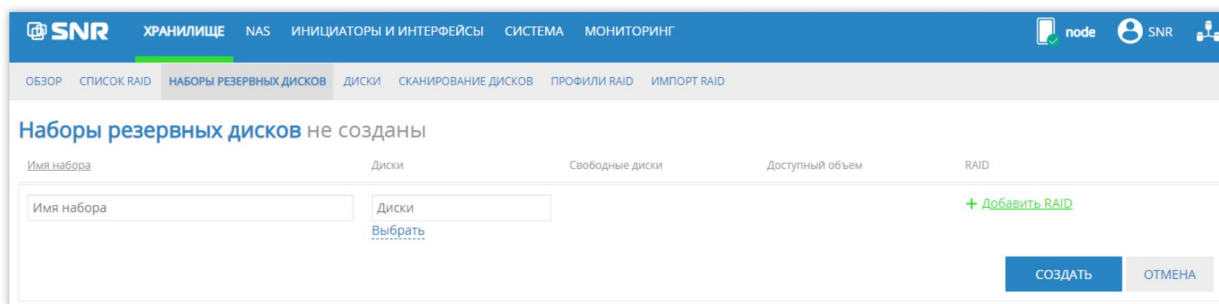 SNR ХРАНИЛИЩЕ NAS ИНИЦИАТОРЫ И ИНТЕРФЕЙСЫ СИСТЕМА МОНИТОРИНГ node SNR
ОБЗОР СПИСОК RAID НАБОРЫ РЕЗЕРВНЫХ ДИСКОВ ДИСКИ СКАНИРОВАНИЕ ДИСКОВ ПРОФИЛИ RAID ИМПОРТ RAID
Наборы резервных дисков не созданы
Имя набора Диски Свободные диски Доступный объем RAID
Имя набора Диски + Добавить RAID
Выбрать
СОЗДАТЬ ОТМЕНА